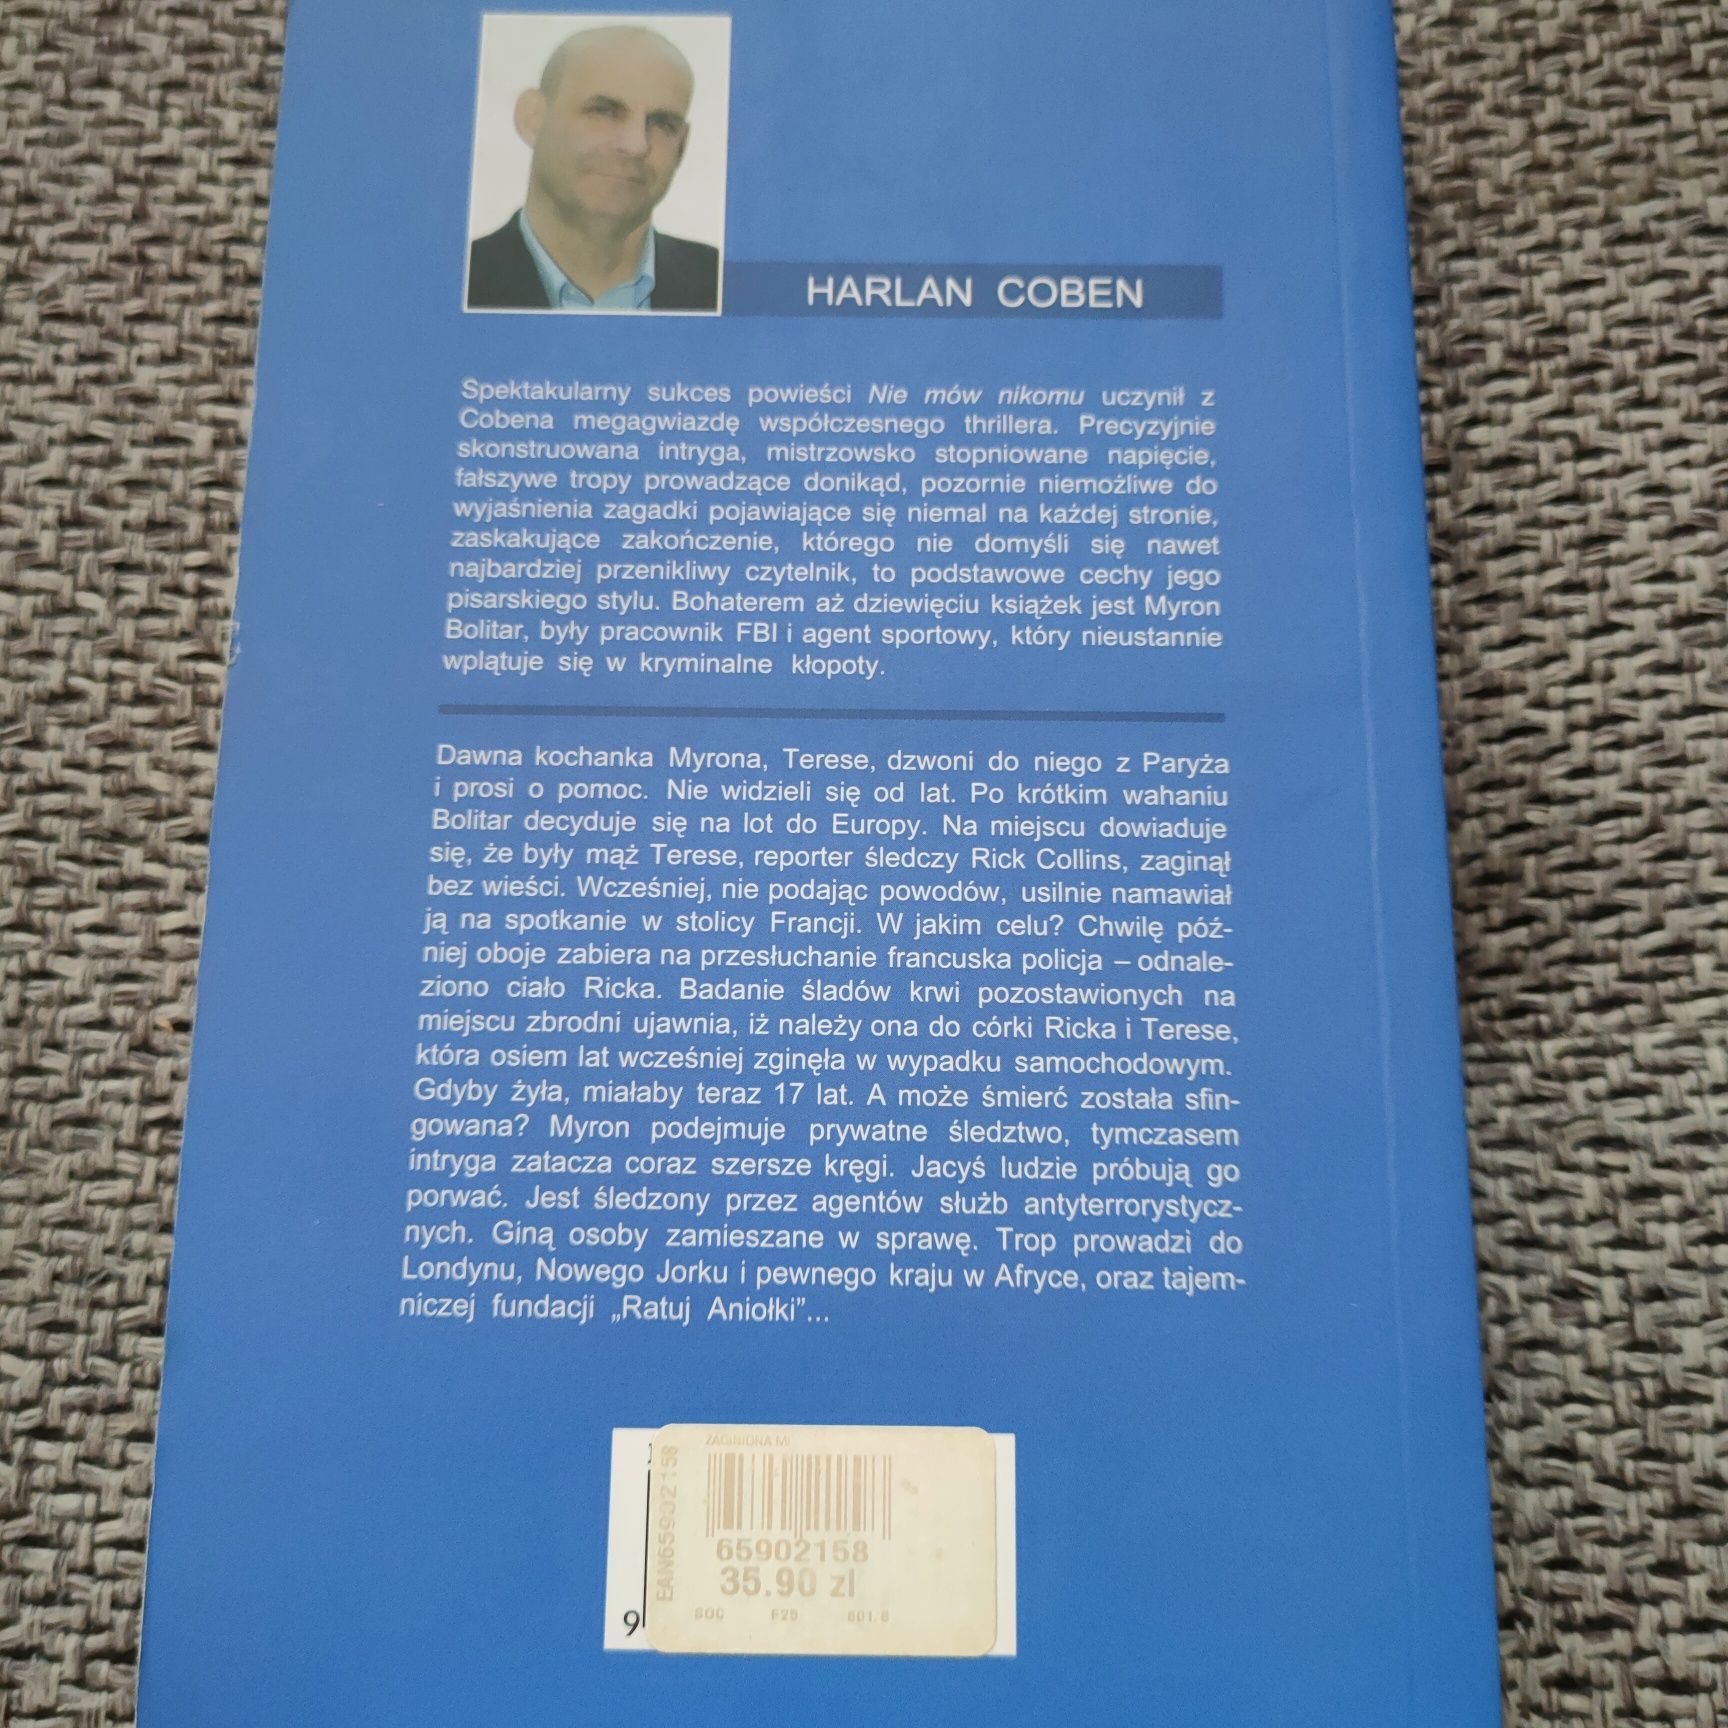 HARLAN COBEN
Spektakularny sukces powieści Nie mów nikomu uczynił z
Cobena megagwiazdę współczesnego thrillera. Precyzyjnie
skonstruowana intryga, mistrzowsko stopniowane napięcie,
fałszywe tropy prowadzące donikąd, pozornie niemożliwe do
wyjaśnienia zagadki pojawiające się niemal na każdej stronie,
zaskakujące zakończenie, którego nie domyśli się nawet
najbardziej przenikliwy czytelnik, to podstawowe cechy jego
pisarskiego stylu. Bohaterem aż dziewięciu książek jest Myron
Bolitar, były pracownik FBI i agent sportowy, który nieustannie
wplątuje się w kryminalne kłopoty.
Dawna kochanka Myrona, Terese, dzwoni do niego z Paryża
i prosi o pomoc. Nie widzieli się od lat. Po krótkim wahaniu
Bolitar decyduje się na lot do Europy. Na miejscu dowiaduje
się, że były mąż Terese, reporter śledczy Rick Collins, zaginął
bez wieści. Wcześniej, nie podając powodów, usilnie namawiał
ją na spotkanie w stolicy Francji. W jakim celu? Chwilę póź-
niej oboje zabiera na przesłuchanie francuska policja – odnale-
ziono ciało Ricka. Badanie śladów krwi pozostawionych na
miejscu zbrodni ujawnia, iż należy ona do córki Ricka i Terese,
która osiem lat wcześniej zginęła w wypadku samochodowym.
Gdyby żyła, miałaby teraz 17 lat. A może śmierć została sfin-
gowana? Myron podejmuje prywatne śledztwo, tymczasem
intryga zatacza coraz szersze kręgi. Jacyś ludzie próbują go
porwać. Jest śledzony przez agentów służb antyterrorystycz-
nych. Giną osoby zamieszane w sprawę. Trop prowadzi do
Londynu, Nowego Jorku i pewnego kraju w Afryce, oraz tajem-
niczej fundacji „Ratuj Aniołki”...
ZAGINIONA MI
EAN65902158
65902158
35.90 zl
SOC F25 601.6
9